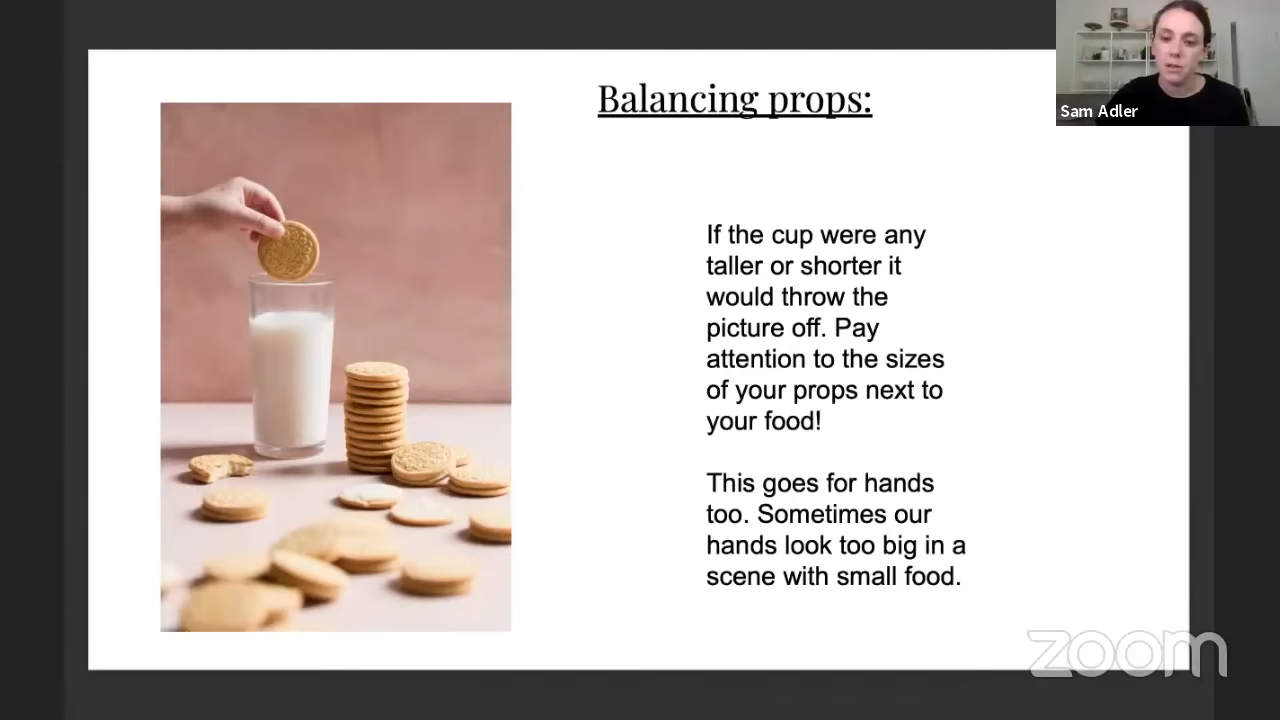 Balancing props:
Sam Adler
If the cup were any
taller or shorter it
would throw the
picture off. Pay
attention to the sizes
of your props next to
your food!
This goes for hands
too. Sometimes our
hands look too big in a
scene with small food.
zoom